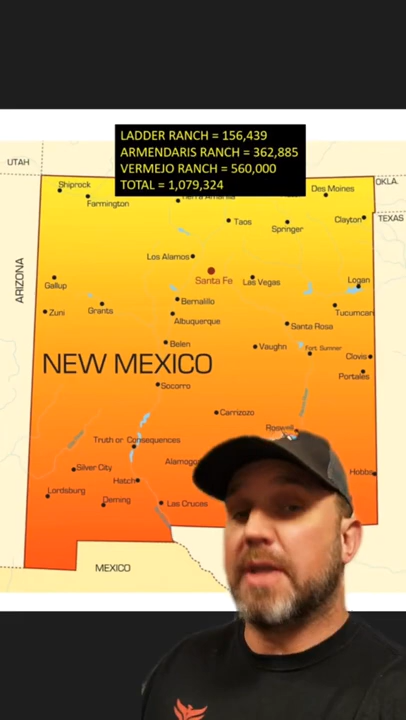 LADDER RANCH = 156,439
ARMENDARIS RANCH = 362,885
VERMEJO RANCH = 560,000
TOTAL = 1,079,324
UTAH
OKLA.
TEXAS
ARIZONA
Shiprock
Farmington
Des Moines
Taos
Springer
Clayton
Los Alamos
Santa Fe
Las Vegas
Logan
Gallup
Bernalillo
Tucumcari
Zuni
Grants
Albuquerque
Santa Rosa
Belen
Vaughn
Fort. Sumner
Clovis
NEW MEXICO
Portales
Socorro
Carrizozo
Roswell
Truth or Consequences
Alamogo
Silver City
Hobbs
Hatch
Lordsburg
Deming
Las Cruces
MEXICO